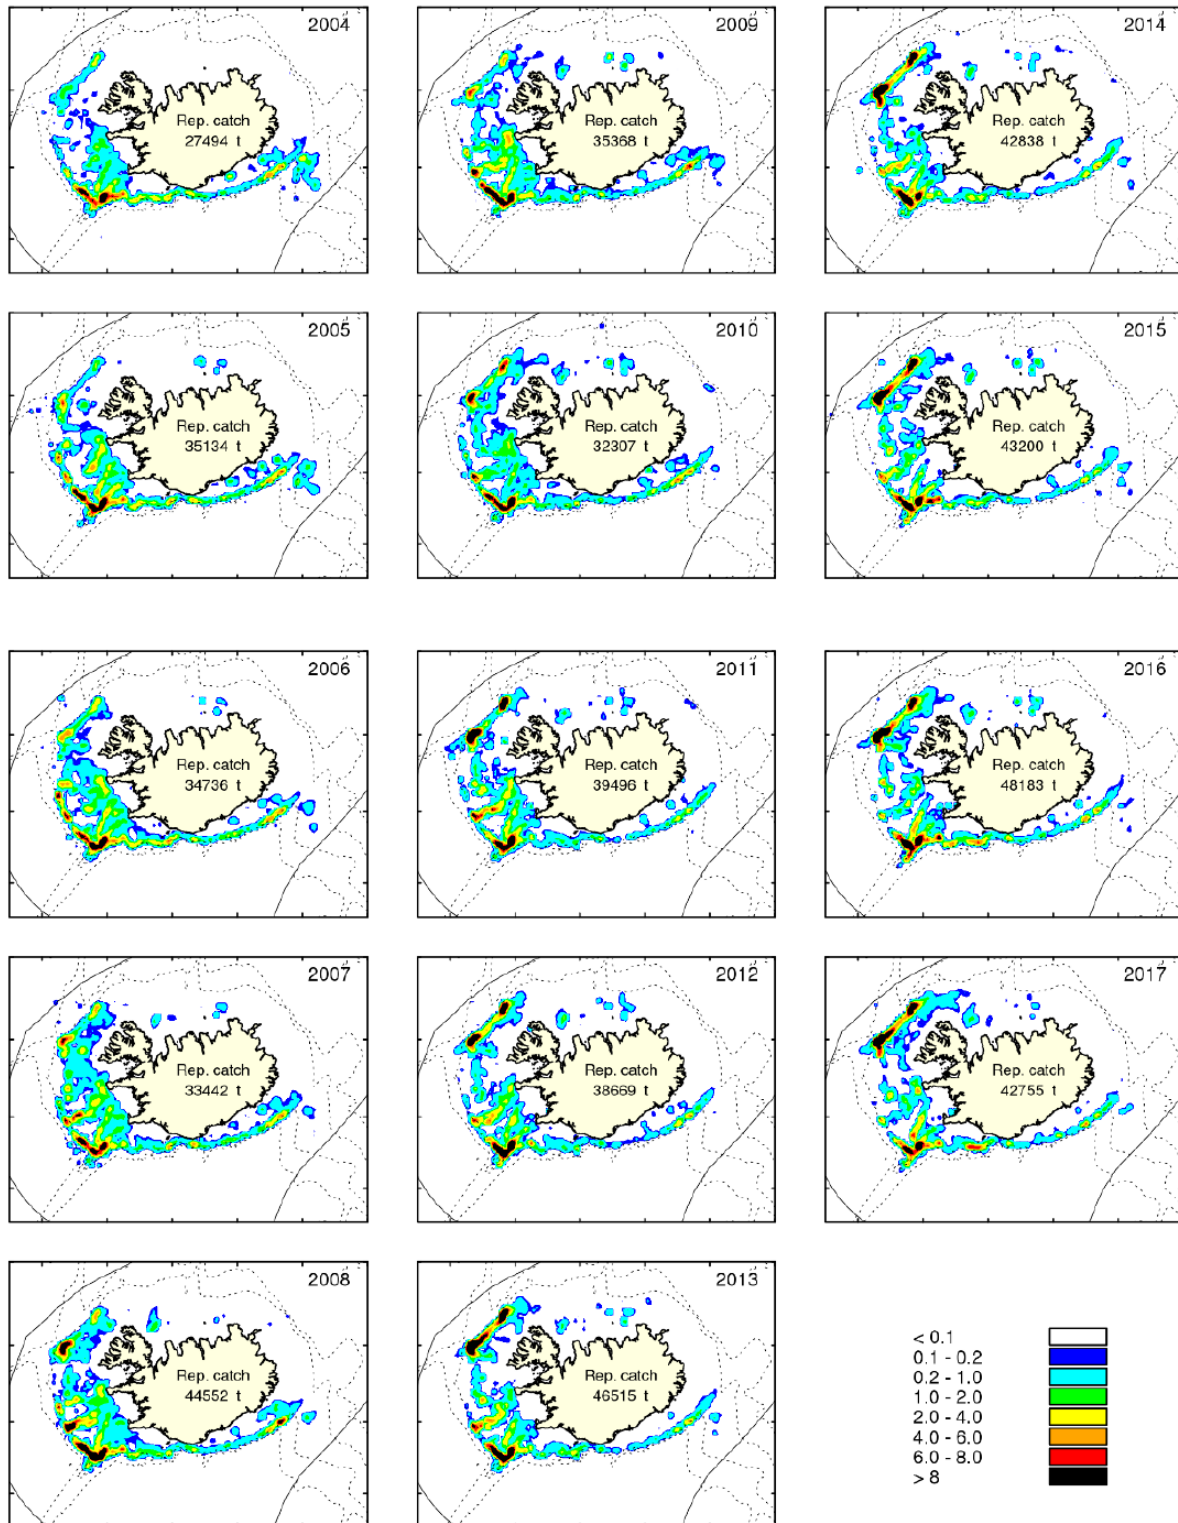 2004
Rep. catch
27494 t
2009
Rep. catch
35368 t
2014
Rep. catch
42838 t
2005
Rep. catch
35134 t
2010
Rep. catch
32307 t
2015
Rep. catch
43200 t
2006
Rep. catch
34736 t
2011
Rep. catch
39496 t
2016
Rep. catch
48183 t
2007
Rep. catch
33442 t
2012
Rep. catch
38669 t
2017
Rep. catch
42755 t
2008
Rep. catch
44552 t
2013
Rep. catch
46515 t
< 0.1
0.1 - 0.2
0.2 - 1.0
1.0 - 2.0
2.0 - 4.0
4.0 - 6.0
6.0 - 8.0
> 8